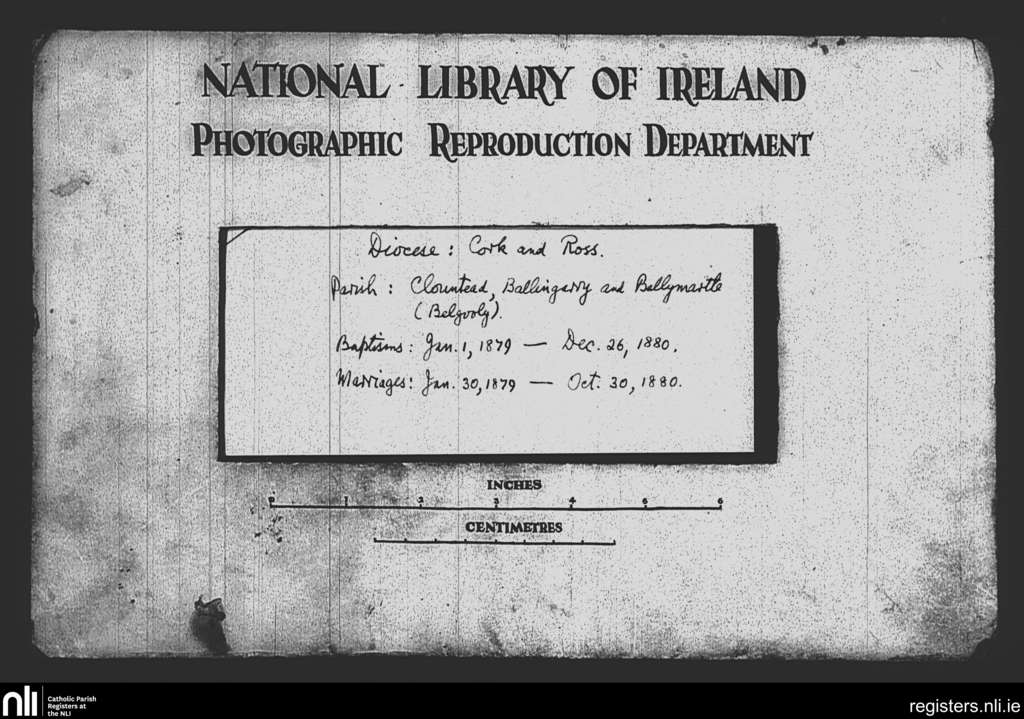 NATIONAL LIBRARY OF IRELAND
PHOTOGRAPHIC REPRODUCTION DEPARTMENT
Diocese: Cork and Ross.
Parish: Clountead, Ballingarry and Ballymartle
(Belgooly).
Baptisms: Jan. 1, 1879 — Dec. 26, 1880.
Marriages: Jan. 30, 1879 — Oct. 30, 1880.
INCHES
0 1 2 3 4 5 6
CENTIMETRES
nli Catholic Parish
Registers at
the NLI
registers.nli.ie